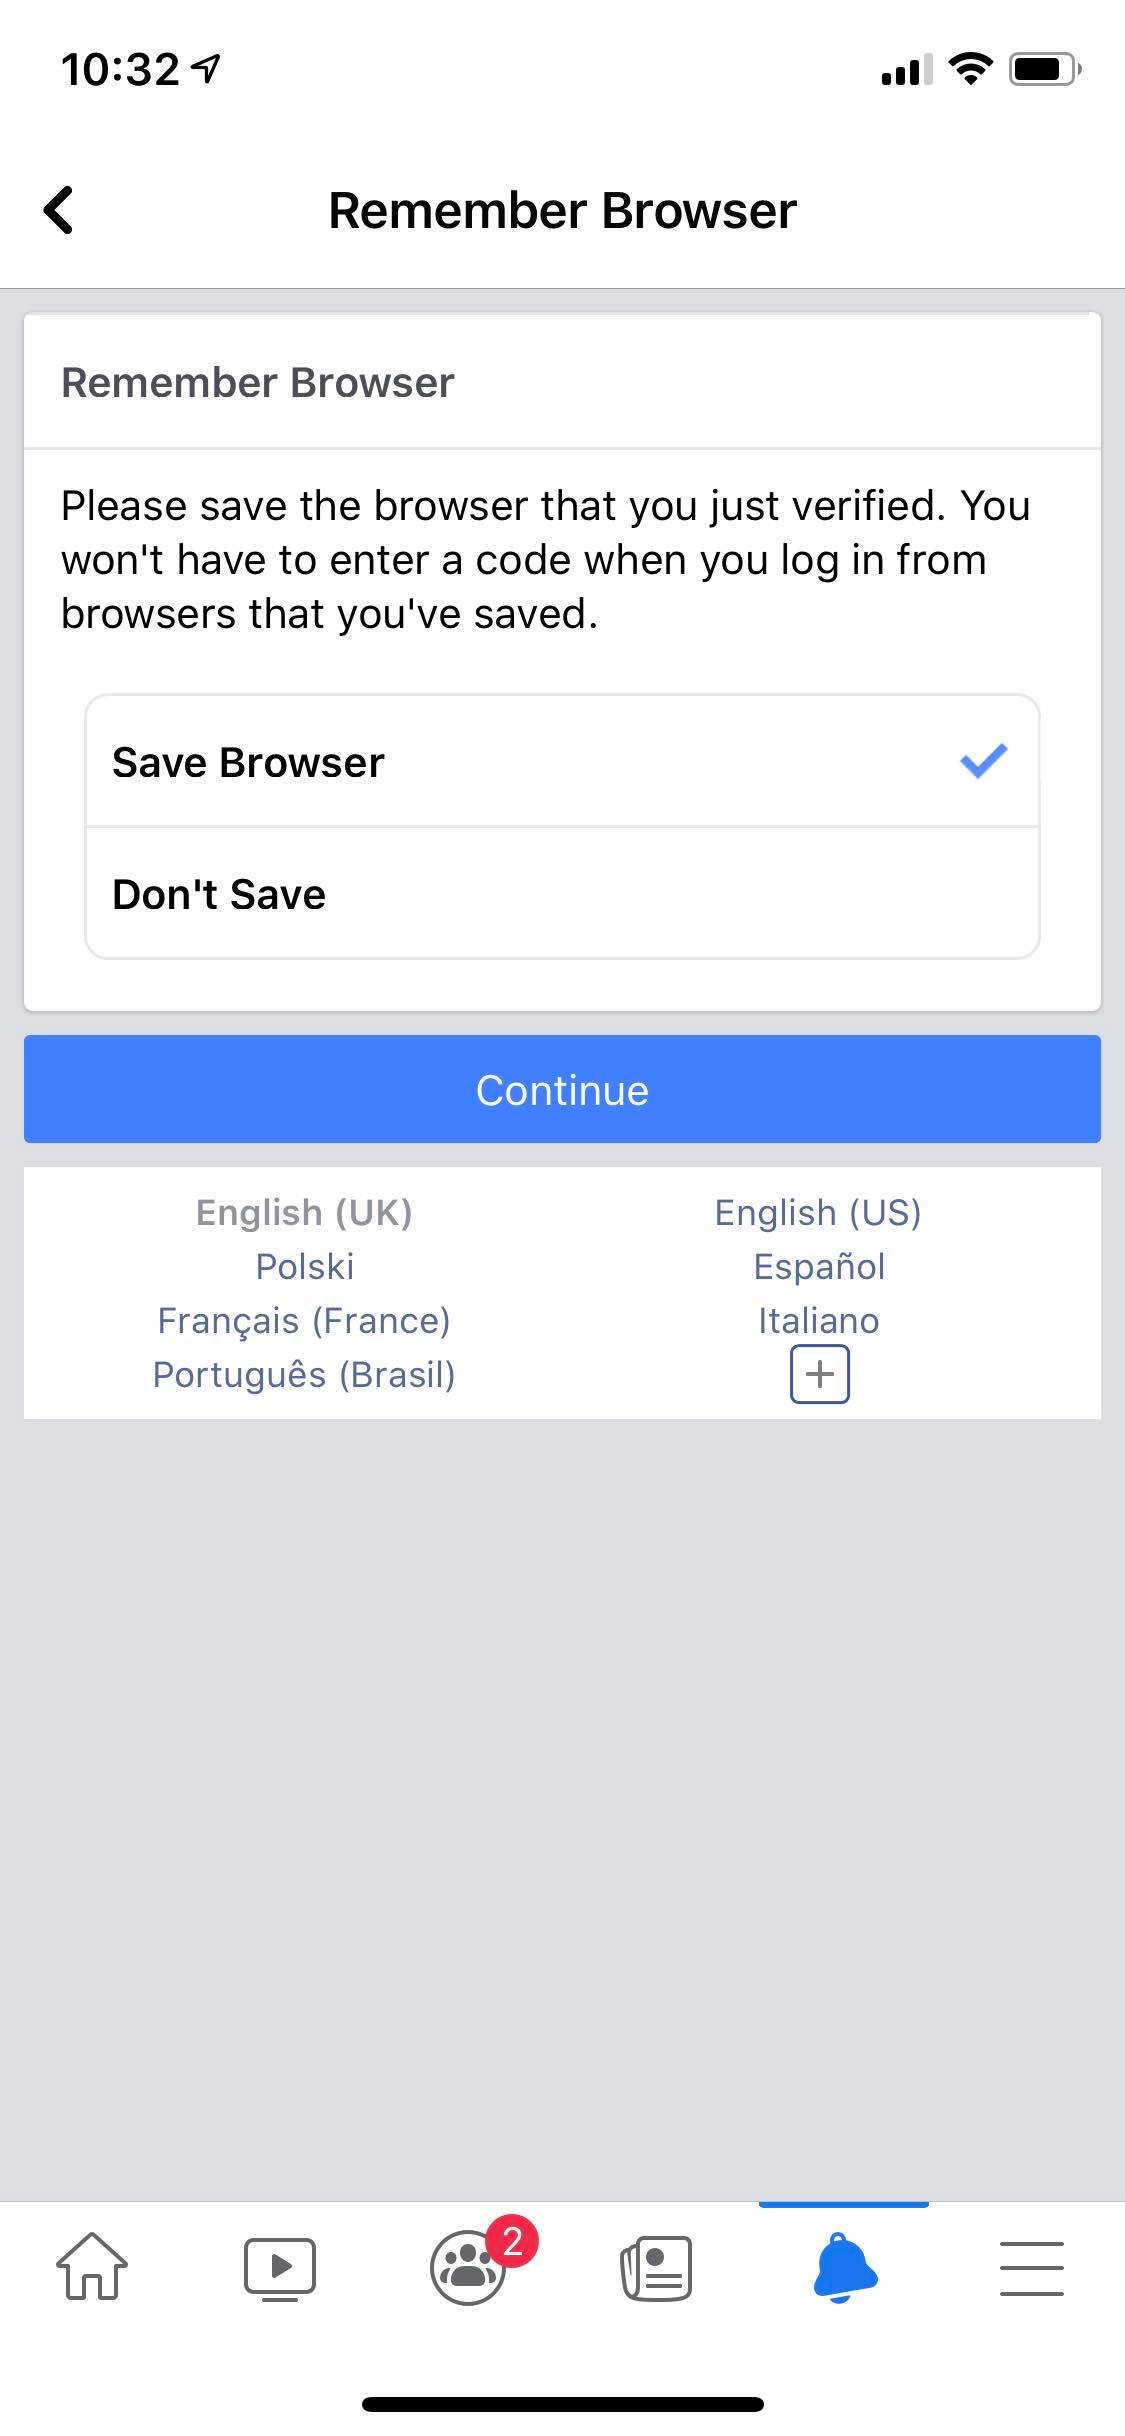 10:32
Remember Browser
Remember Browser
Please save the browser that you just verified. You
won't have to enter a code when you log in from
browsers that you've saved.
Save Browser
Don't Save
Continue
English (UK)
English (US)
Polski
Español
Français (France)
Italiano
Português (Brasil)
2